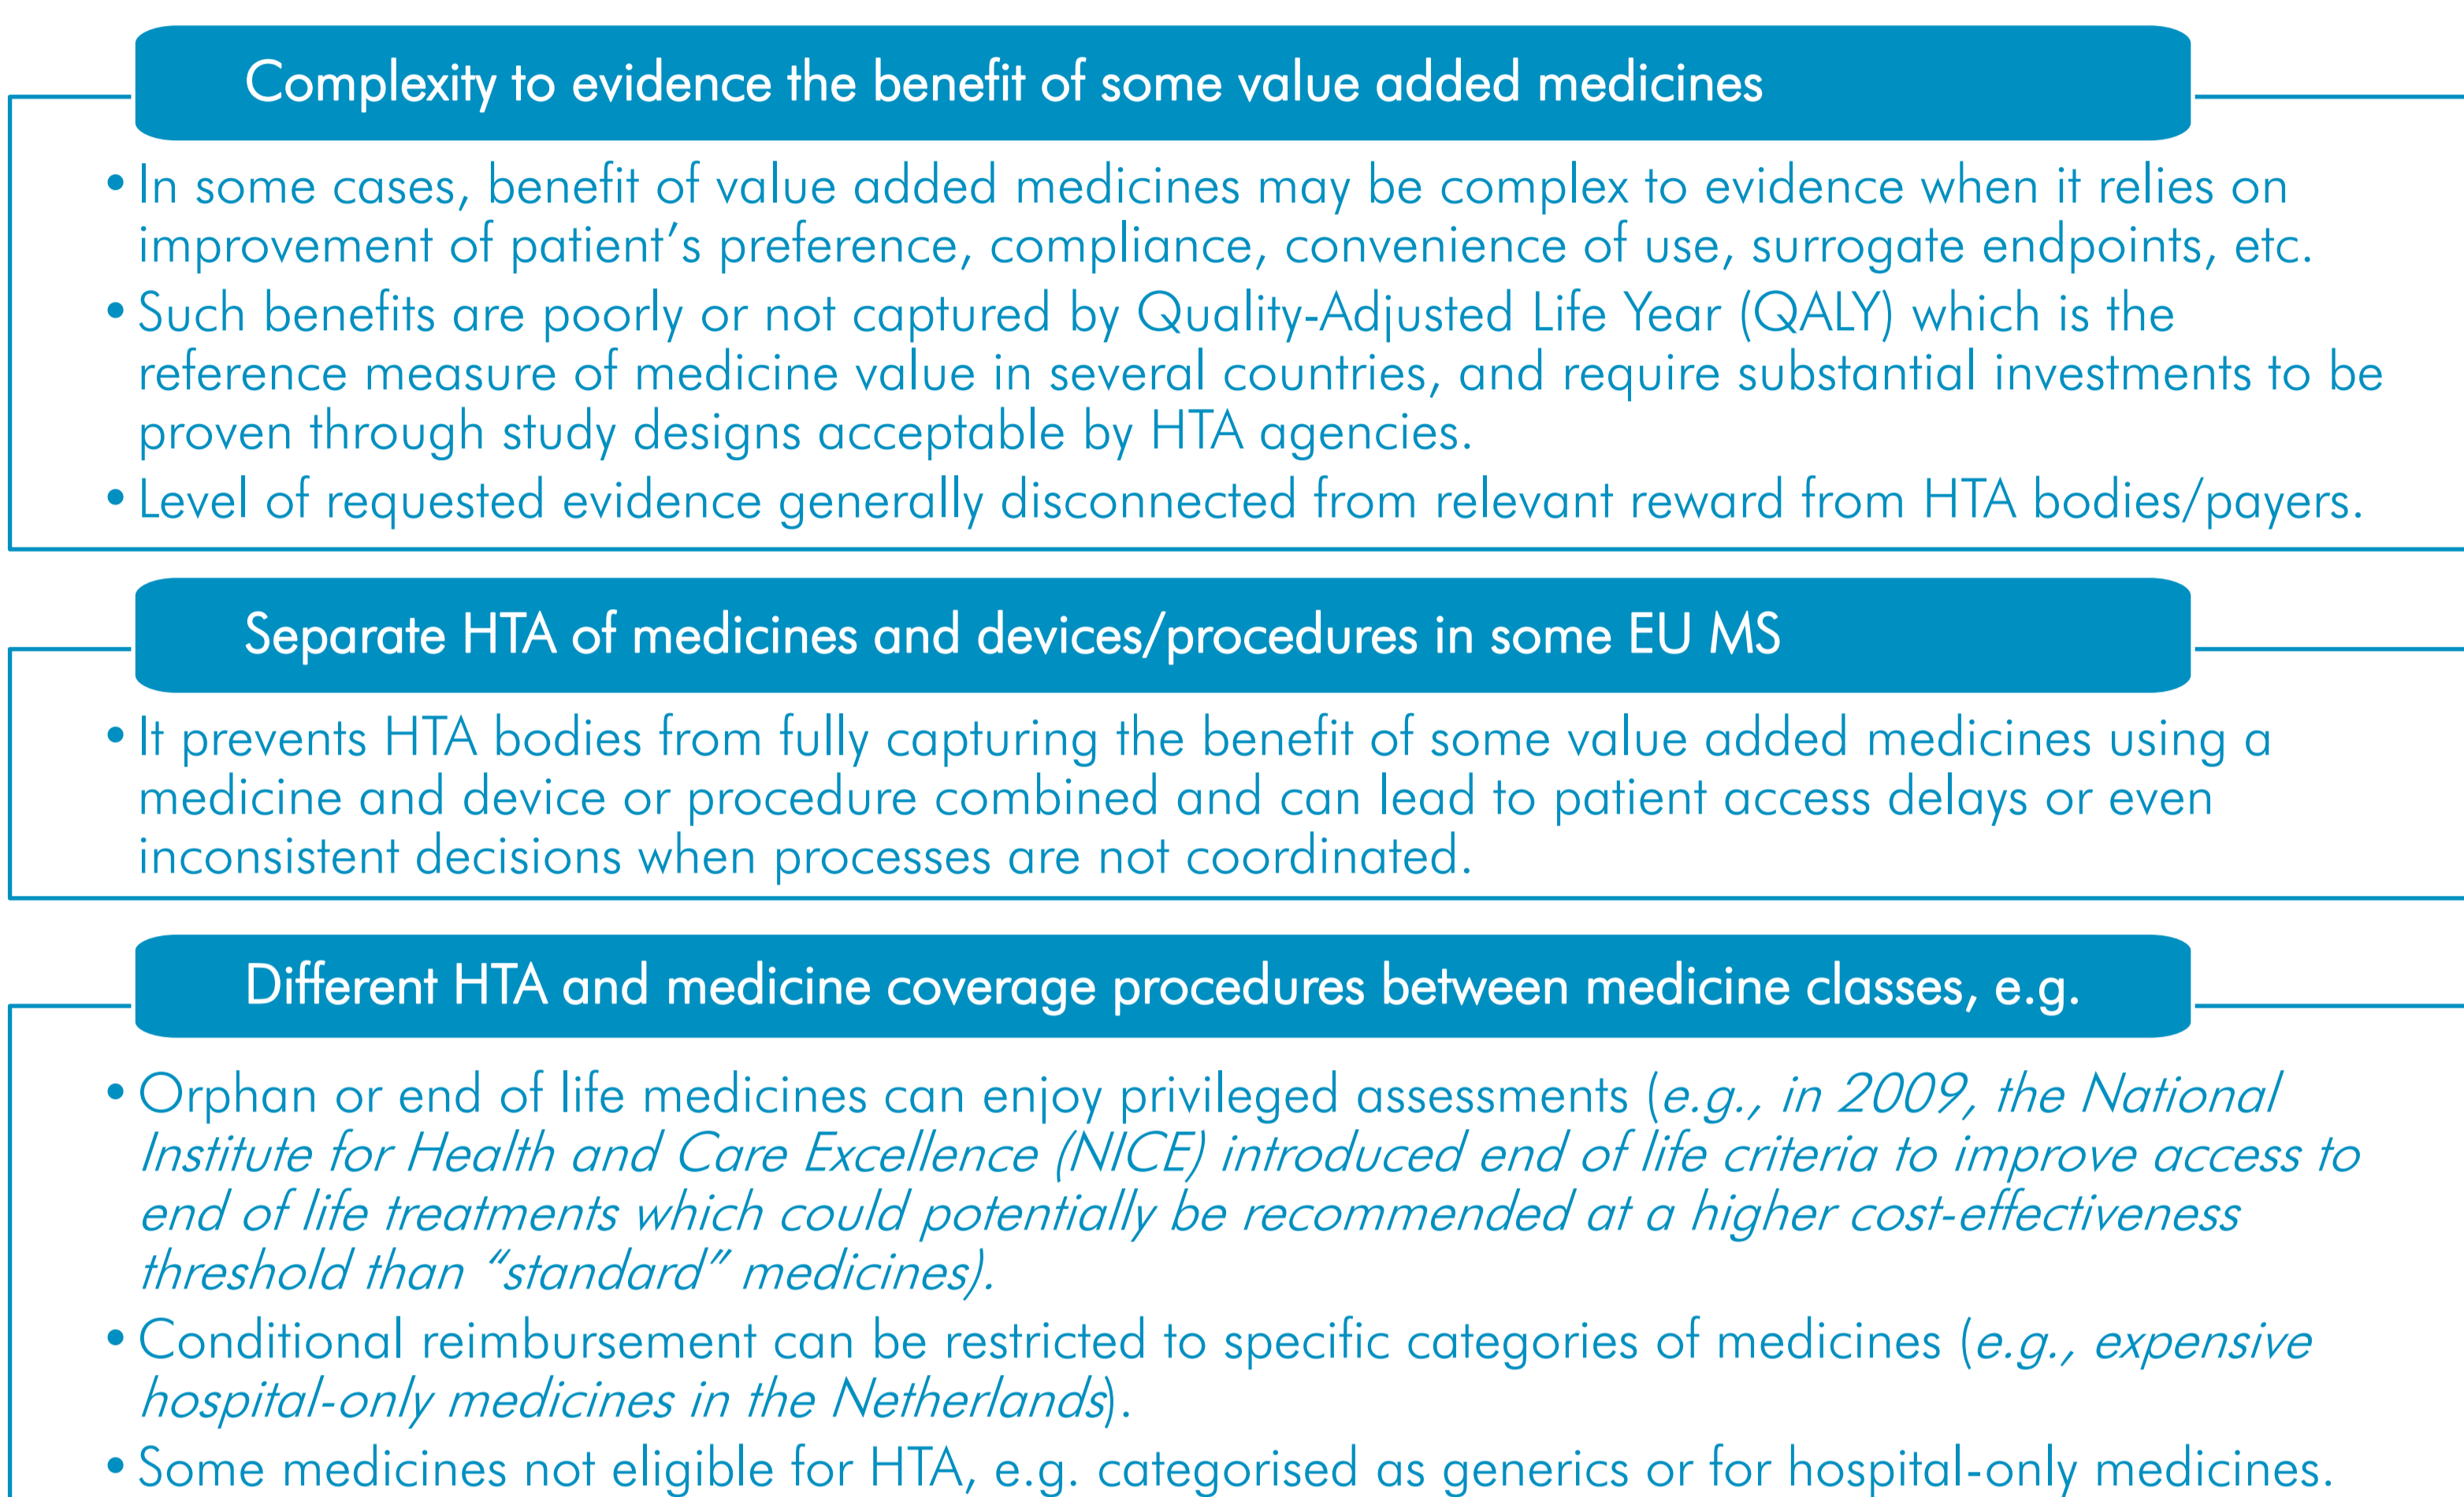 Complexity to evidence the benefit of some value added medicines
• In some cases, benefit of value added medicines may be complex to evidence when it relies on
improvement of patient's preference, compliance, convenience of use, surrogate endpoints, etc.
• Such benefits are poorly or not captured by Quality-Adjusted Life Year (QALY) which is the
reference measure of medicine value in several countries, and require substantial investments to be
proven through study designs acceptable by HTA agencies.
• Level of requested evidence generally disconnected from relevant reward from HTA bodies/payers.
Separate HTA of medicines and devices/procedures in some EU MS
• It prevents HTA bodies from fully capturing the benefit of some value added medicines using a
medicine and device or procedure combined and can lead to patient access delays or even
inconsistent decisions when processes are not coordinated.
Different HTA and medicine coverage procedures between medicine classes, e.g.
• Orphan or end of life medicines can enjoy privileged assessments (e.g., in 2009, the National
Institute for Health and Care Excellence (NICE) introduced end of life criteria to improve access to
end of life treatments which could potentially be recommended at a higher cost-effectiveness
threshold than “standard” medicines).
• Conditional reimbursement can be restricted to specific categories of medicines (e.g., expensive
hospital-only medicines in the Netherlands).
• Some medicines not eligible for HTA, e.g. categorised as generics or for hospital-only medicines.